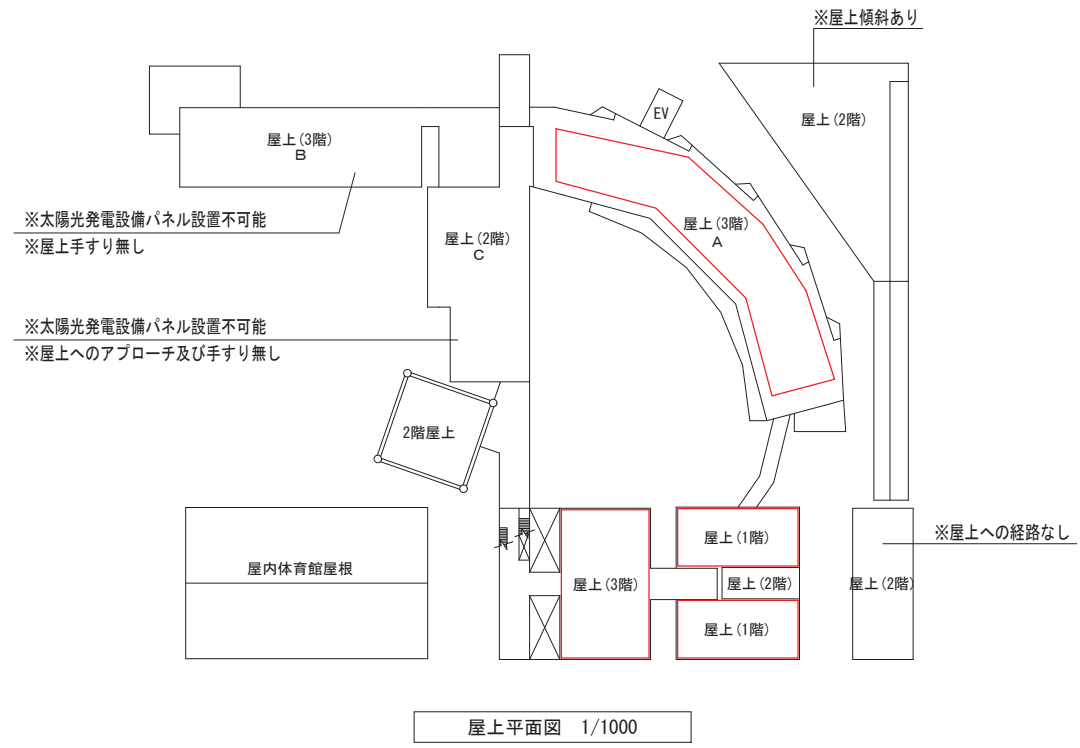 ※屋上傾斜あり
EV
屋上(2階)
屋上(3階)
B
※太陽光発電設備パネル設置不可能
※屋上手すり無し
屋上(2階)
C
屋上(3階)
A
※太陽光発電設備パネル設置不可能
※屋上へのアプローチ及び手すり無し
2階屋上
※屋上への経路なし
屋上(1階)
屋内体育館屋根
屋上(3階)
屋上(2階)
屋上(2階)
屋上(1階)
屋上平面図 1/1000